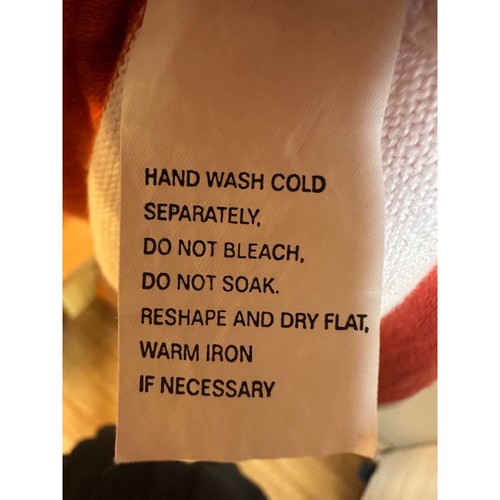 HAND WASH COLD
SEPARATELY,
DO NOT BLEACH,
DO NOT SOAK.
RESHAPE AND DRY FLAT,
WARM IRON
IF NECESSARY